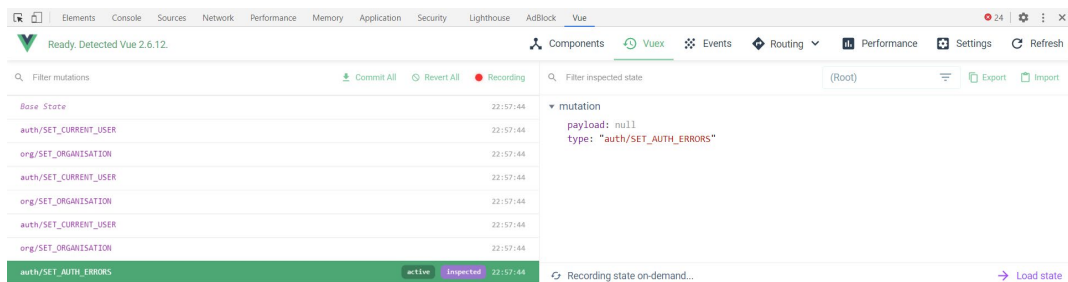 Elements Console Sources Network Performance Memory Application Security Lighthouse AdBlock Vue 24
Ready. Detected Vue 2.6.12. Components Vuex Events Routing Performance Settings Refresh
Filter mutations Commit All Revert All Recording Filter inspected state (Root) Export Import
Base State 22:57:44
mutation
auth/SET_CURRENT_USER 22:57:44
payload: null
type: "auth/SET_AUTH_ERRORS"
org/SET_ORGANISATION 22:57:44
auth/SET_CURRENT_USER 22:57:44
org/SET_ORGANISATION 22:57:44
auth/SET_CURRENT_USER 22:57:44
org/SET_ORGANISATION 22:57:44
auth/SET_AUTH_ERRORS active inspected 22:57:44
Recording state on-demand... Load state